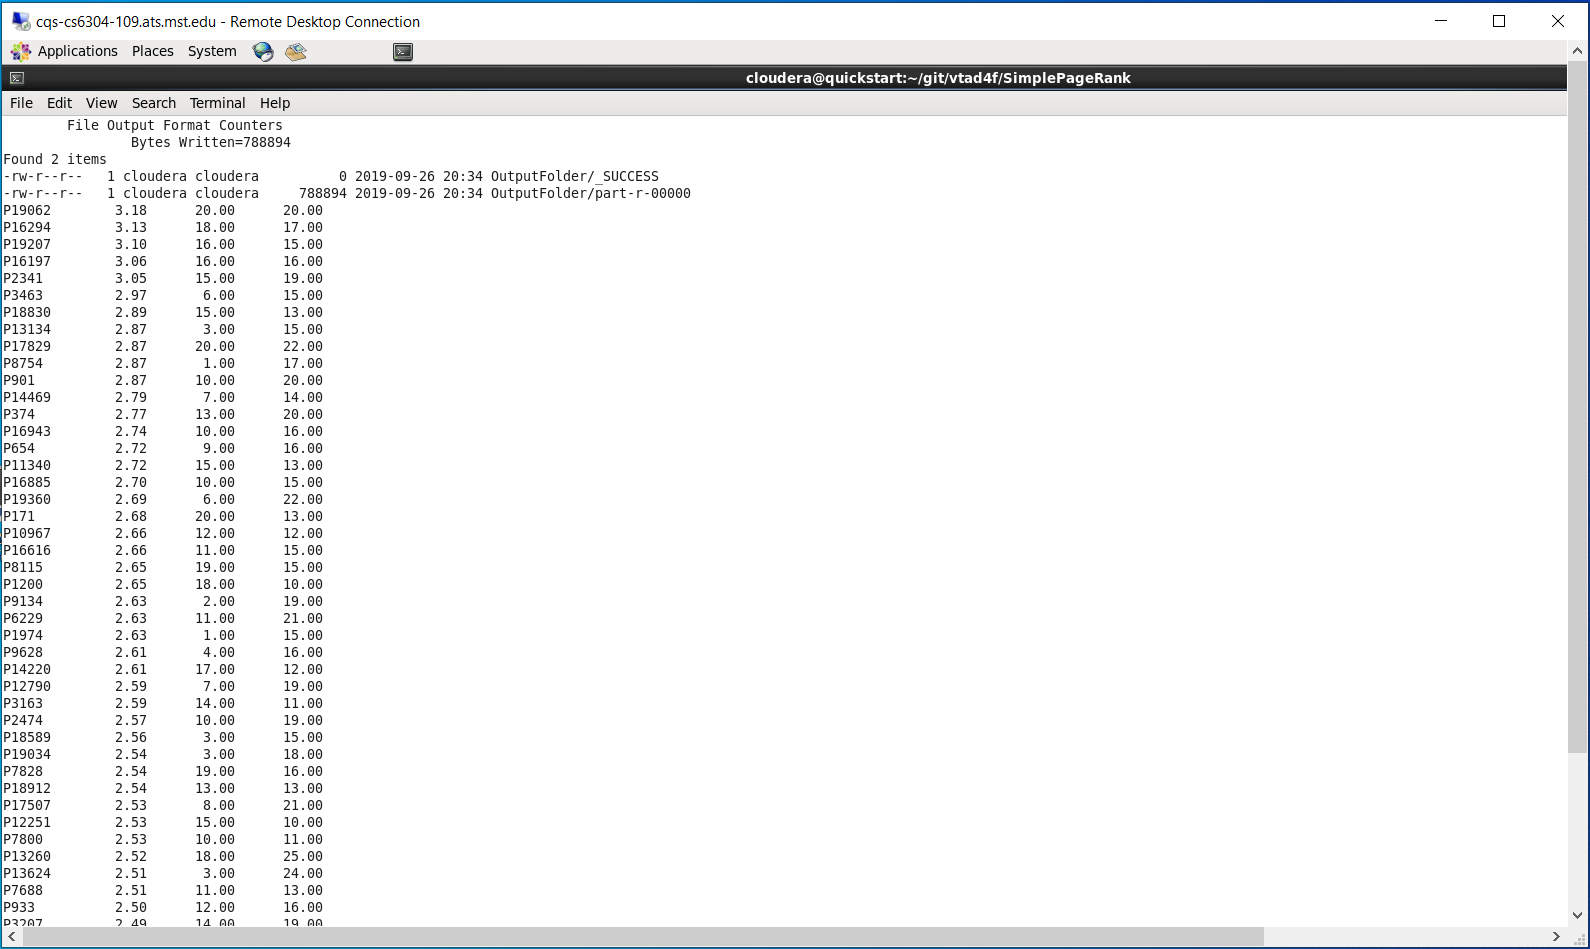 cqs-cs6304-109.ats.mst.edu - Remote Desktop Connection
Applications Places System
cloudera@quickstart:~/git/vtad4f/SimplePageRank
File Edit View Search Terminal Help
File Output Format Counters
Bytes Written=788894
Found 2 items
-rw-r--r-- 1 cloudera cloudera 0 2019-09-26 20:34 OutputFolder/_SUCCESS
-rw-r--r-- 1 cloudera cloudera 788894 2019-09-26 20:34 OutputFolder/part-r-00000
P19062 3.18 20.00 20.00
P16294 3.13 18.00 17.00
P19207 3.10 16.00 15.00
P16197 3.06 16.00 16.00
P2341 3.05 15.00 19.00
P3463 2.97 6.00 15.00
P18830 2.89 15.00 13.00
P13134 2.87 3.00 15.00
P17829 2.87 20.00 22.00
P8754 2.87 1.00 17.00
P901 2.87 10.00 20.00
P14469 2.79 7.00 14.00
P374 2.77 13.00 20.00
P16943 2.74 10.00 16.00
P654 2.72 9.00 16.00
P11340 2.72 15.00 13.00
P16885 2.70 10.00 15.00
P19360 2.69 6.00 22.00
P171 2.68 20.00 13.00
P10967 2.66 12.00 12.00
P16616 2.66 11.00 15.00
P8115 2.65 19.00 15.00
P1200 2.65 18.00 10.00
P9134 2.63 2.00 19.00
P6229 2.63 11.00 21.00
P1974 2.63 1.00 15.00
P9628 2.61 4.00 16.00
P14220 2.61 17.00 12.00
P12790 2.59 7.00 19.00
P3163 2.59 14.00 11.00
P2474 2.57 10.00 19.00
P18589 2.56 3.00 15.00
P19034 2.54 3.00 18.00
P7828 2.54 19.00 16.00
P18912 2.54 13.00 13.00
P17507 2.53 8.00 21.00
P12251 2.53 15.00 10.00
P7800 2.53 10.00 11.00
P13260 2.52 18.00 25.00
P13624 2.51 3.00 24.00
P7688 2.51 11.00 13.00
P933 2.50 12.00 16.00
P3207 2.49 14.00 19.00